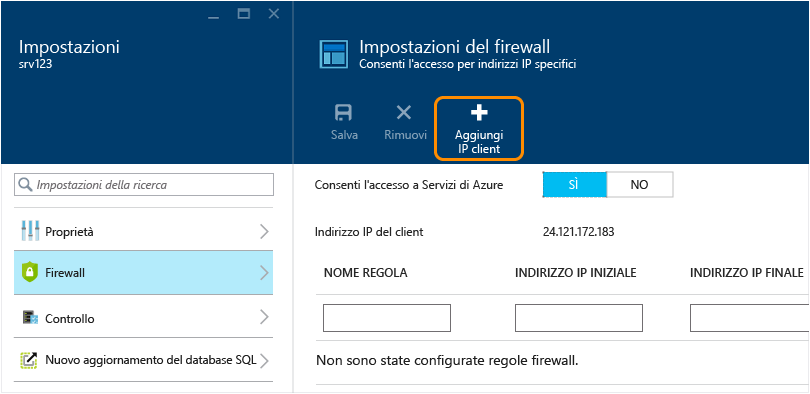 Impostazioni
srv123
Impostazioni del firewall
Consenti l'accesso per indirizzi IP specifici
Salva
Rimuovi
Aggiungi
IP client
Impostazioni della ricerca
Proprietà
Firewall
Controllo
Nuovo aggiornamento del database SQL
Consenti l'accesso a Servizi di Azure
SÌ
NO
Indirizzo IP del client
24.121.172.183
NOME REGOLA
INDIRIZZO IP INIZIALE
INDIRIZZO IP FINALE
Non sono state configurate regole firewall.